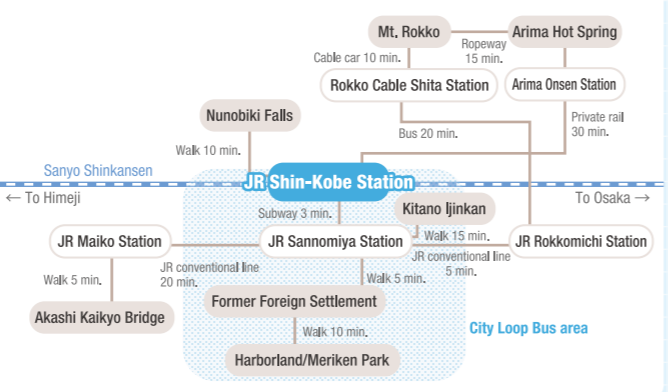 Mt. Rokko
Ropeway
15 min.
Arima Hot Spring
Cable car 10 min.
Rokko Cable Shita Station
Arima Onsen Station
Nunobiki Falls
Private rail
30 min.
Bus 20 min.
Walk 10 min.
Sanyo Shinkansen
JR Shin-Kobe Station
← To Himeji
To Osaka →
Subway 3 min.
Kitano Ijinkan
Walk 15 min.
JR Maiko Station
JR Sannomiya Station
JR Rokkomichi Station
JR conventional line
5 min.
JR conventional line
20 min.
Walk 5 min.
Walk 5 min.
Former Foreign Settlement
Akashi Kaikyo Bridge
Walk 10 min.
City Loop Bus area
Harborland/Meriken Park